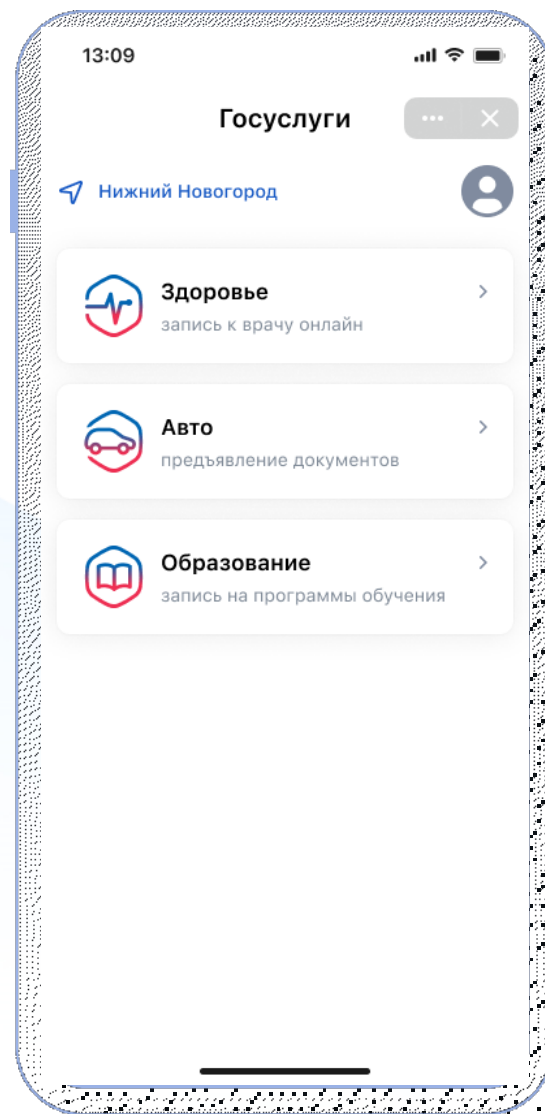 13:09
Госуслуги
Нижний Новогород
Здоровье
запись к врачу онлайн
Авто
предъявление документов
Образование
запись на программы обучения